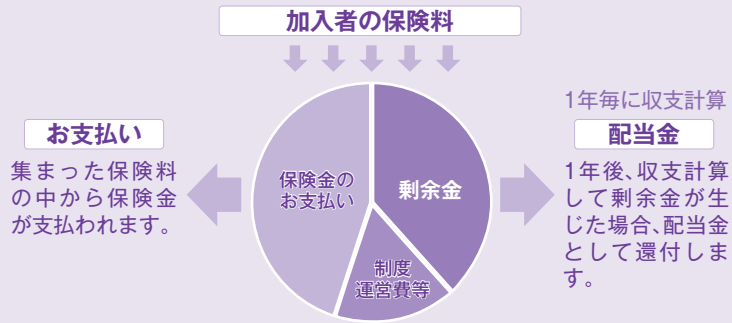 加入者の保険料
お支払い
集まった保険料
の中から保険金
が支払われます。
保険金の
お支払い
剰余金
制度
運営費等
1年毎に収支計算
配当金
1年後、収支計算
して剰余金が生
じた場合、配当金
として還付しま
す。